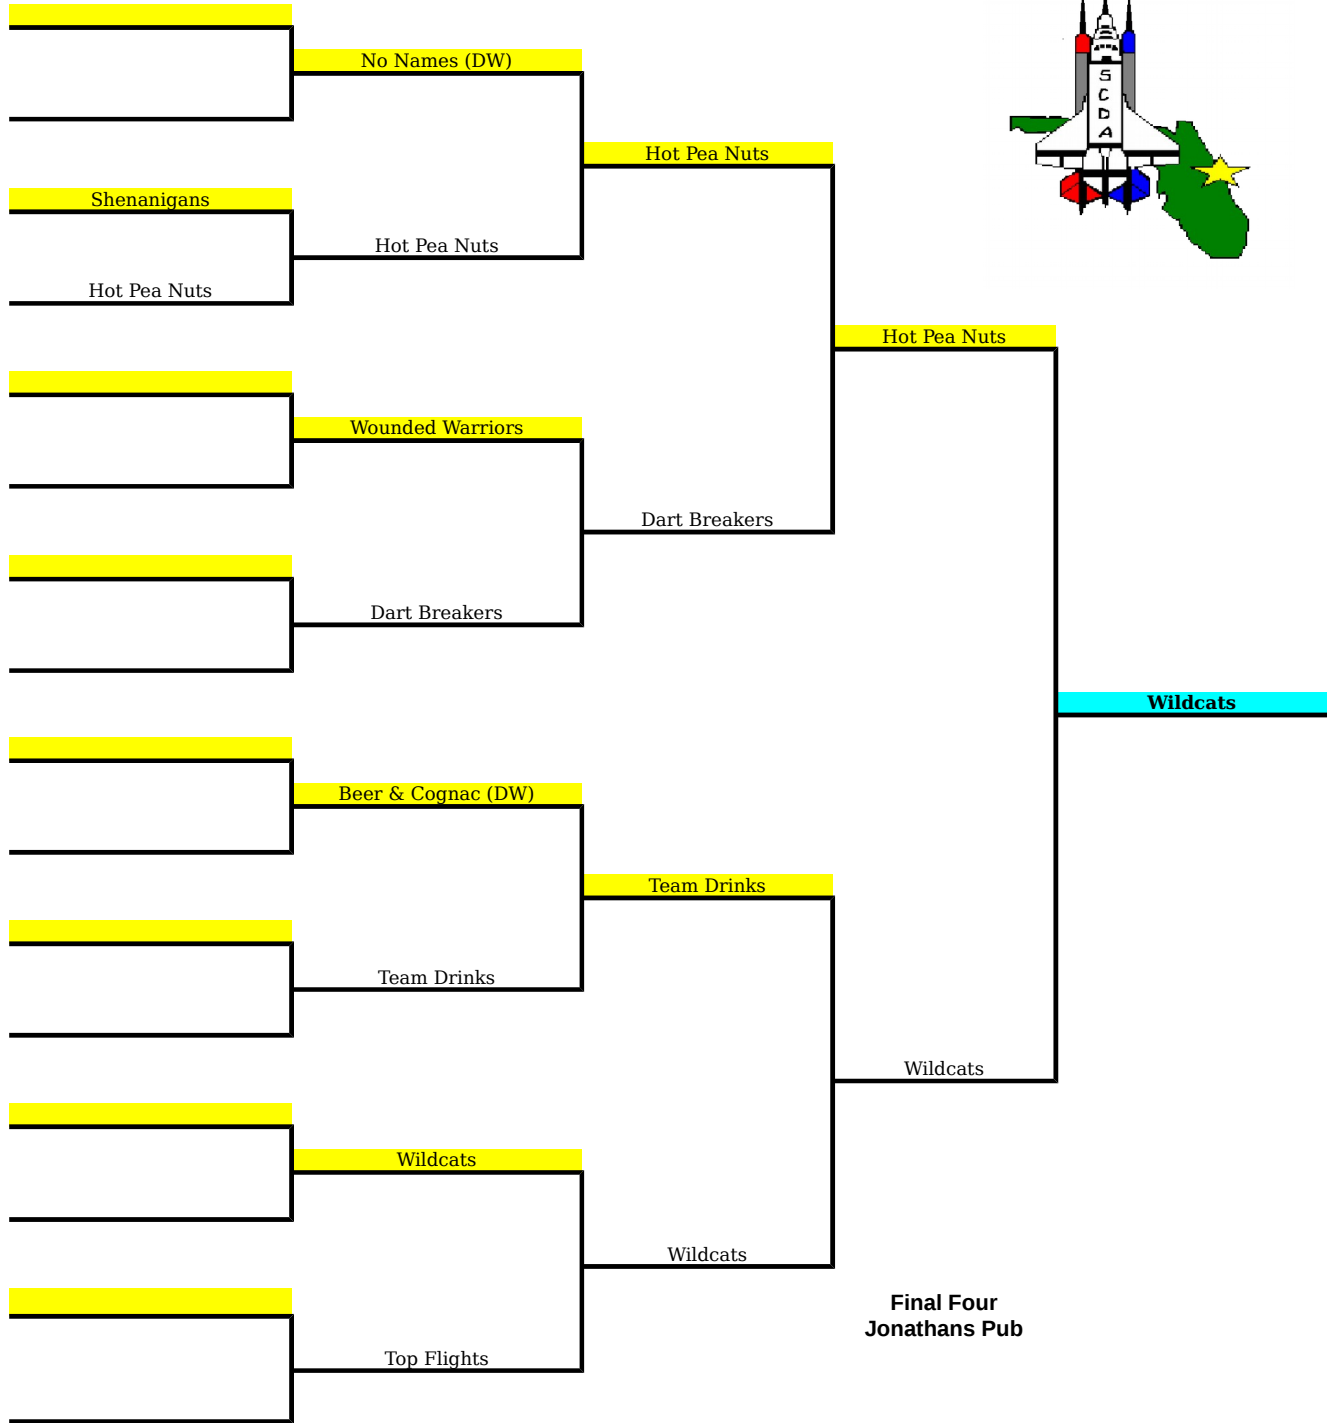 No Names (DW)
S
C
D
A
Hot Pea Nuts
Shenanigans
Hot Pea Nuts
Hot Pea Nuts
Hot Pea Nuts
Wounded Warriors
Dart Breakers
Dart Breakers
Wildcats
Beer & Cognac (DW)
Team Drinks
Team Drinks
Wildcats
Wildcats
Wildcats
Final Four
Jonathans Pub
Top Flights